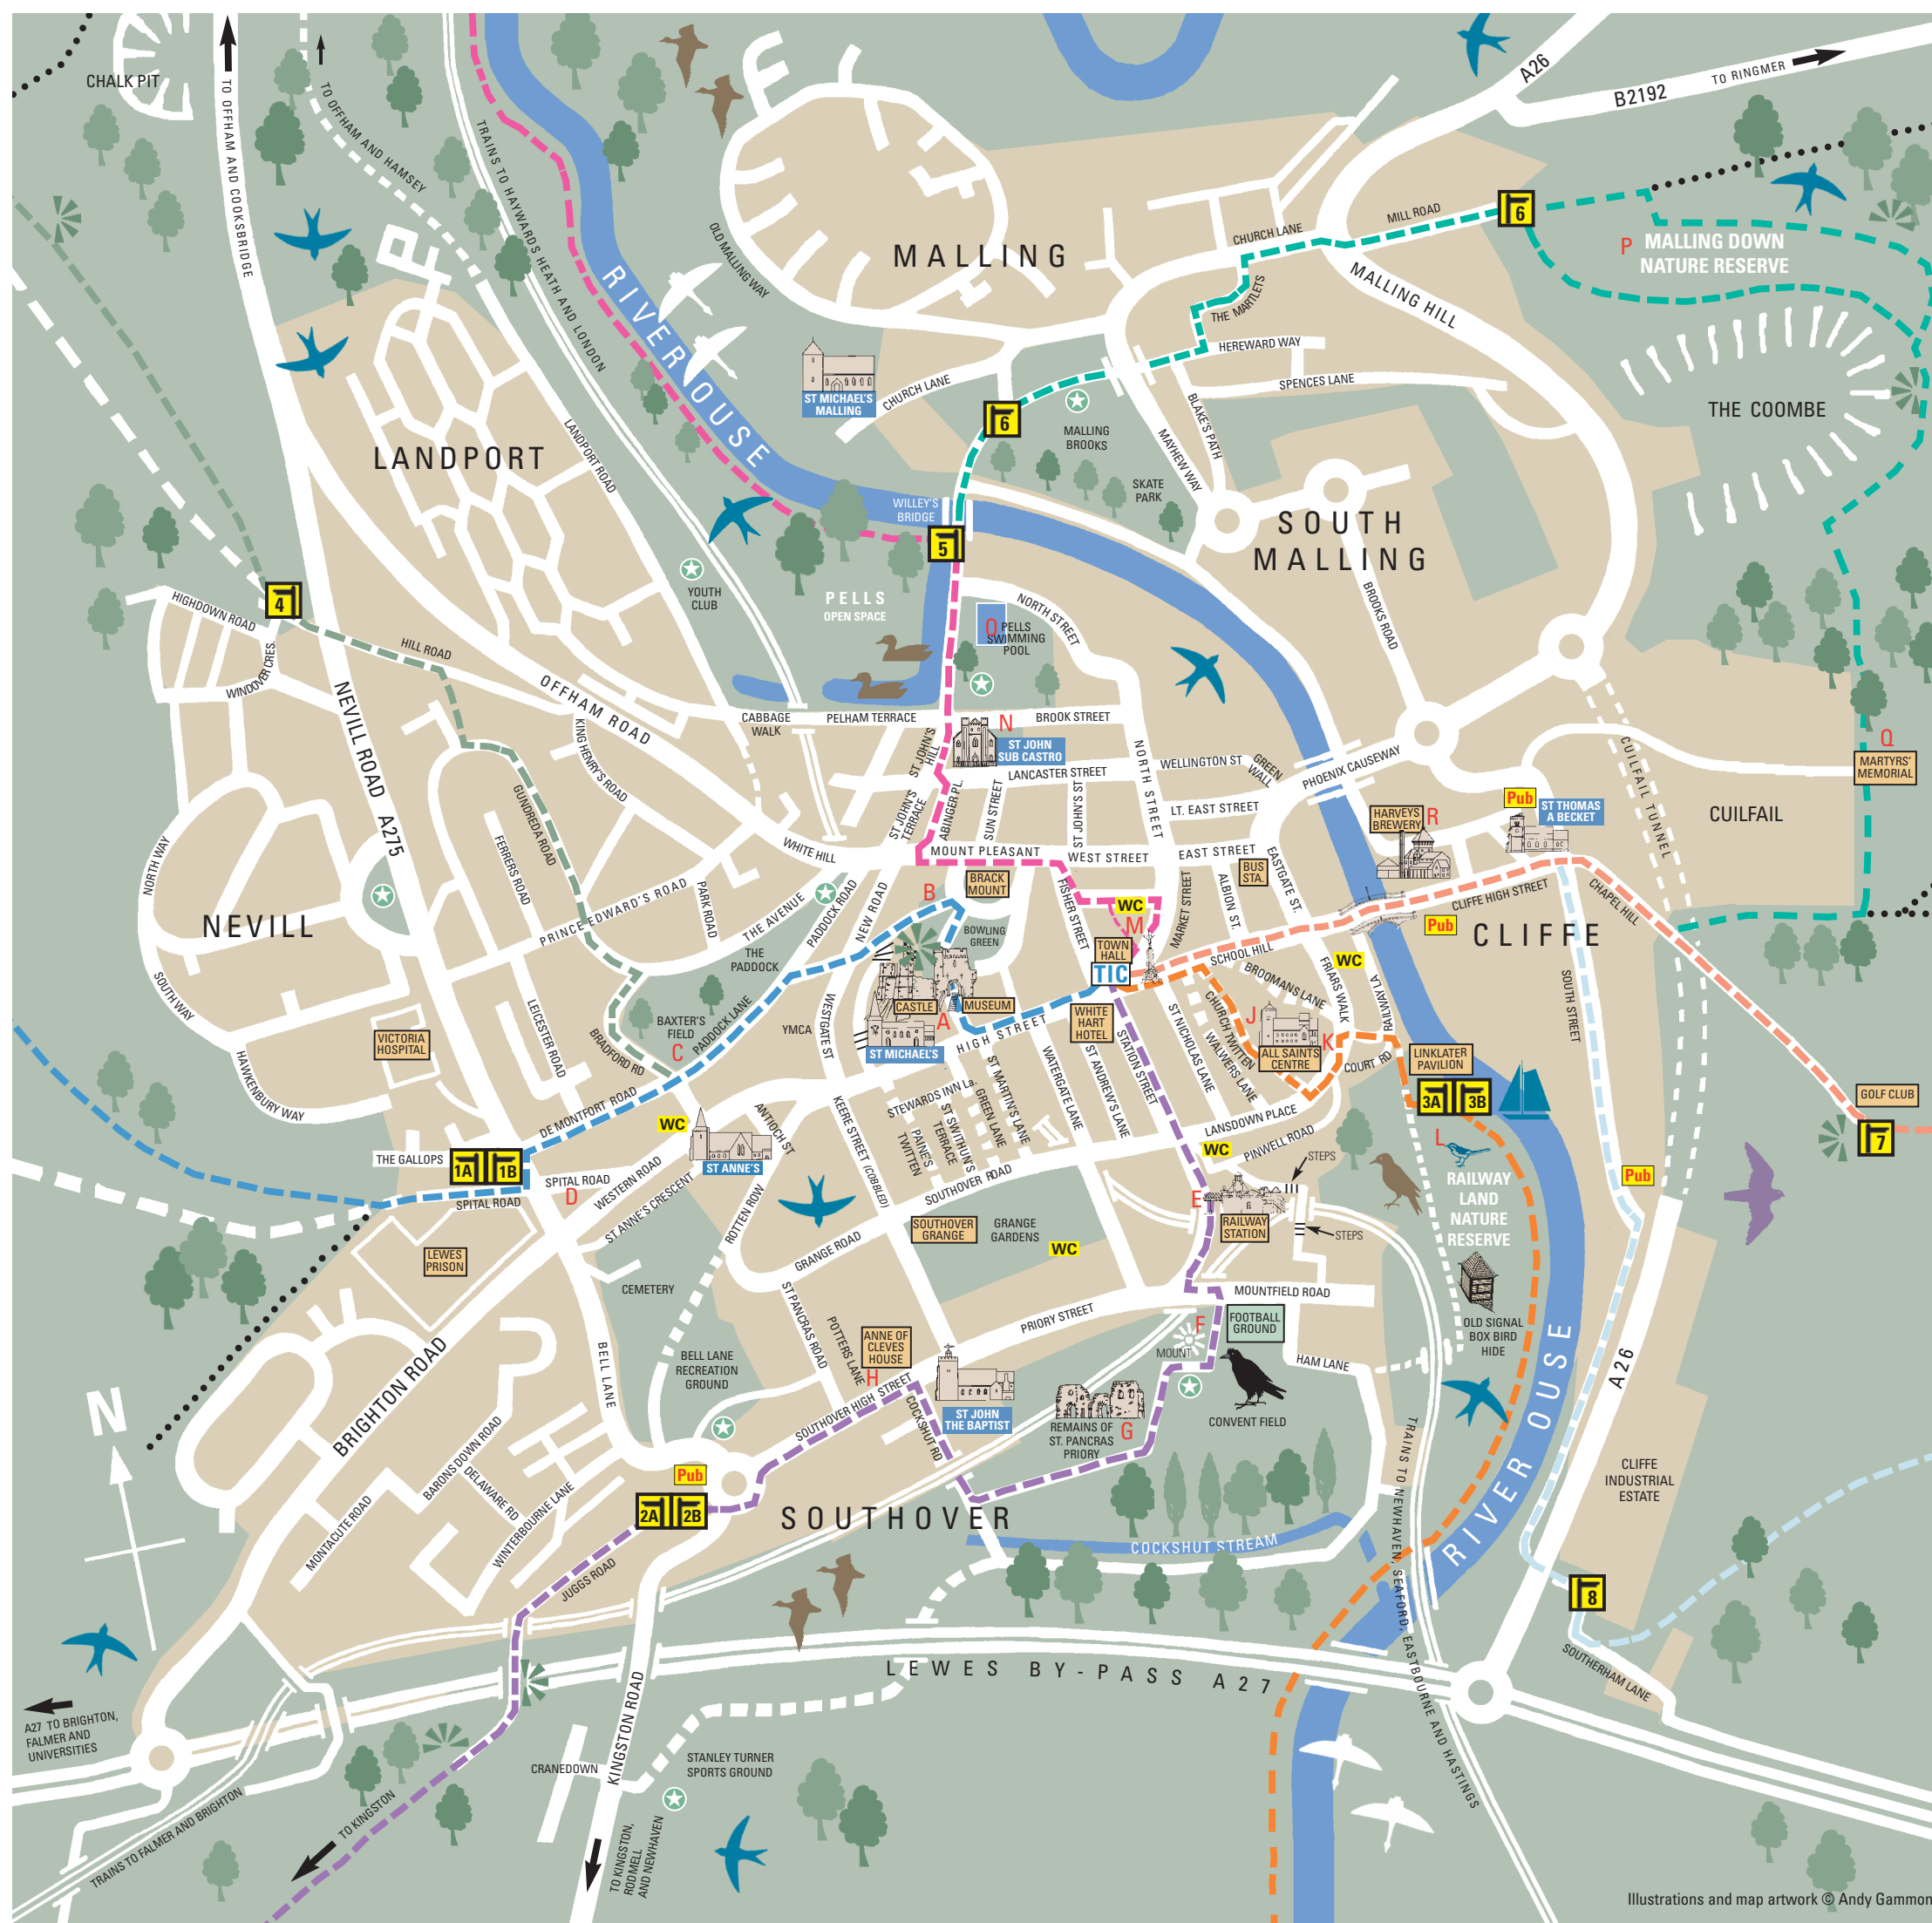 CHALK PIT
TO OFFHAM AND COOKSBRIDGE
TO OFFHAM AND HAMSEY
TRAINS TO HAYWARDS HEATH AND LONDON
A26
B2192
TO RINGMER
OLD MALLING WAY
MALLING
CHURCH LANE
MILL ROAD
6
P
MALLING DOWN
NATURE RESERVE
MALLING HILL
THE MARTLETS
HEREWARD WAY
SPENCES LANE
RIVER OUSE
ST MICHAEL'S
MALLING
CHURCH LANE
6
MALLING
BROOKS
BLAKE'S PATH
MAYHEW WAY
SKATE
PARK
THE COOMBE
LANDPORT
LANDPORT ROAD
WILLEY'S
BRIDGE
5
SOUTH
MALLING
BROOKS ROAD
YOUTH
CLUB
PELLS
OPEN SPACE
O
PELLS
SWIMMING
POOL
NORTH STREET
4
HIGHDOWN ROAD
WINDOVER CRES.
HILL ROAD
NEVILL ROAD A275
OFFHAM ROAD
KING HENRY'S ROAD
CABBAGE
WALK
PELHAM TERRACE
BROOK STREET
ST JOHN'S
HILL
N
ST JOHN
SUB CASTRO
LANCASTER STREET
NORTH STREET
WELLINGTON ST
GREEN
WALL
PHOENIX CAUSEWAY
CUILFAIL TUNNEL
Q
MARTYRS'
MEMORIAL
CUILFAIL
ST JOHN'S
TERRACE
ABINGER PL.
SUN STREET
ST JOHN'S ST
LT. EAST STREET
HARVEYS
BREWERY
R
Pub
ST THOMAS
A BECKET
GUNDREDA ROAD
FERRERS ROAD
WHITE HILL
MOUNT PLEASANT
WEST STREET
EAST STREET
EASTGATE ST.
BUS
STA.
NORTH WAY
NEVILL
PRINCE EDWARD'S ROAD
PARK ROAD
THE AVENUE
PADDOCK ROAD
NEW ROAD
B
BRACK
MOUNT
FISHER STREET
WC
M
MARKET STREET
ALBION ST.
CLIFFE HIGH STREET
Pub
CLIFFE
CHAPEL HILL
THE
PADDOCK
BOWLING
GREEN
TOWN
HALL
TIC
SCHOOL HILL
WC
BROOMANS LANE
FRIARS WALK
RAILWAY LA
SOUTH STREET
SOUTH WAY
VICTORIA
HOSPITAL
HAWKENBURY WAY
LEICESTER ROAD
BRADFORD RD
BAXTER'S
FIELD
C
PADDOCK LANE
YMCA
WESTGATE ST
CASTLE
MUSEUM
A
ST MICHAEL'S
HIGH STREET
WHITE
HART
HOTEL
STATION STREET
ST NICHOLAS LANE
CHURCH TWITTEN
WALWERS LANE
J
ALL SAINTS
CENTRE
K
COURT RD
LINKLATER
PAVILION
3A
3B
GOLF CLUB
7
DE MONTFORT ROAD
WC
ANTIOCH ST
KEERE STREET (COBBLED)
STEWARDS INN La.
PAINE'S
TWITTEN
ST SWITHUN'S
TERRACE
GREEN LANE
ST MARTIN'S LANE
WATERGATE LANE
ST ANDREW'S LANE
LANSDOWN PLACE
WC
PINWELL ROAD
STEPS
L
RAILWAY
LAND
NATURE
RESERVE
Pub
THE GALLOPS
1A
1B
SPITAL ROAD
SPITAL ROAD
D
WESTERN ROAD
ST ANNE'S CRESCENT
ST ANNE'S
ROTTEN ROW
SOUTHOVER ROAD
E
RAILWAY
STATION
STEPS
LEWES
PRISON
CEMETERY
GRANGE ROAD
SOUTHOVER
GRANGE
GRANGE
GARDENS
WC
MOUNTFIELD ROAD
OLD SIGNAL
BOX BIRD
HIDE
BRIGHTON ROAD
BELL LANE
BELL LANE
RECREATION
GROUND
ST PANCRAS ROAD
POTTERS LANE
ANNE OF
CLEVES
HOUSE
H
PRIORY STREET
F
MOUNT
FOOTBALL
GROUND
HAM LANE
CONVENT FIELD
A26
RIVER OUSE
N
SOUTHOVER HIGH STREET
COCKSHUT RD
ST JOHN
THE BAPTIST
REMAINS OF
ST. PANCRAS
PRIORY
G
CLIFFE
INDUSTRIAL
ESTATE
MONTACUTE ROAD
BARONS DOWN ROAD
DELAWARE RD
WINTERBOURNE LANE
Pub
2A
2B
SOUTHOVER
COCKSHUT STREAM
TRAINS TO NEWHAVEN, SEAFORD, EASTBOURNE AND HASTINGS
JUGGS ROAD
8
SOUTHERHAM LANE
LEWES BY-PASS A27
A27 TO BRIGHTON,
FALMER AND
UNIVERSITIES
KINGSTON ROAD
CRANEDOWN
STANLEY TURNER
SPORTS GROUND
TO KINGSTON
TRAINS TO FALMER AND BRIGHTON
TO KINGSTON,
RODMELL
AND NEWHAVEN
Illustrations and map artwork © Andy Gammon